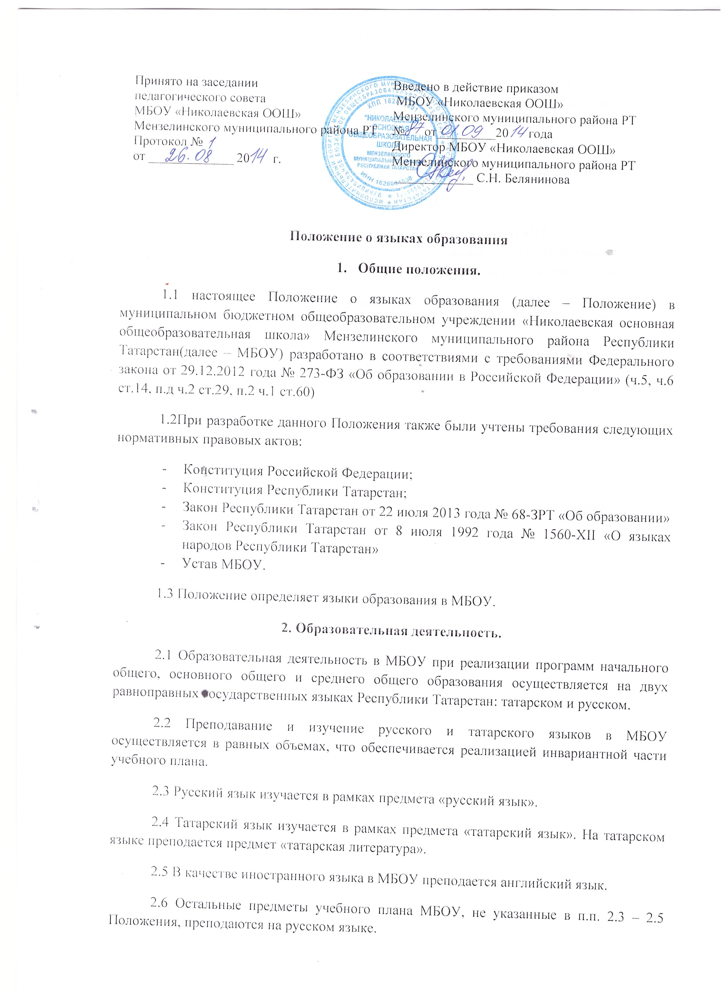 Принято на заседании
педагогического совета
МБОУ «Николаевская ООШ»
Мензелинского муниципального района РТ
Протокол № 1
от 26.08 2014 г.
Введено в действие приказом
МБОУ «Николаевская ООШ»
Мензелинского муниципального района РТ
№ 87 от 01.09 2014 года
Директор МБОУ «Николаевская ООШ»
Мензелинского муниципального района РТ
С.Н. Белянинова
"НИКОЛАЕВСКАЯ
ОСНОВНАЯ
ОБЩЕОБРАЗОВАТЕЛЬНАЯ
ШКОЛА"
МЕНЗЕЛИНСКОГО
МУНИЦИПАЛЬНОГО
РЕСПУБЛИКИ ТАТАРСТАН
Положение о языках образования
1. Общие положения.
1.1 настоящее Положение о языках образования (далее – Положение) в
муниципальном бюджетном общеобразовательном учреждении «Николаевская основная
общеобразовательная школа» Мензелинского муниципального района Республики
Татарстан(далее – МБОУ) разработано в соответствиями с требованиями Федерального
закона от 29.12.2012 года № 273-ФЗ «Об образовании в Российской Федерации» (ч.5, ч.6
ст.14, п.д ч.2 ст.29, п.2 ч.1 ст.60)
1.2При разработке данного Положения также были учтены требования следующих
нормативных правовых актов:
- Конституция Российской Федерации;
- Конституция Республики Татарстан;
- Закон Республики Татарстан от 22 июля 2013 года № 68-ЗРТ «Об образовании»
- Закон Республики Татарстан от 8 июля 1992 года № 1560-XII «О языках
народов Республики Татарстан»
- Устав МБОУ.
1.3 Положение определяет языки образования в МБОУ.
2. Образовательная деятельность.
2.1 Образовательная деятельность в МБОУ при реализации программ начального
общего, основного общего и среднего общего образования осуществляется на двух
равноправных государственных языках Республики Татарстан: татарском и русском.
2.2 Преподавание и изучение русского и татарского языков в МБОУ
осуществляется в равных объемах, что обеспечивается реализацией инвариантной части
учебного плана.
2.3 Русский язык изучается в рамках предмета «русский язык».
2.4 Татарский язык изучается в рамках предмета «татарский язык». На татарском
языке преподается предмет «татарская литература».
2.5 В качестве иностранного языка в МБОУ преподается английский язык.
2.6 Остальные предметы учебного плана МБОУ, не указанные в п.п. 2.3 – 2.5
Положения, преподаются на русском языке.